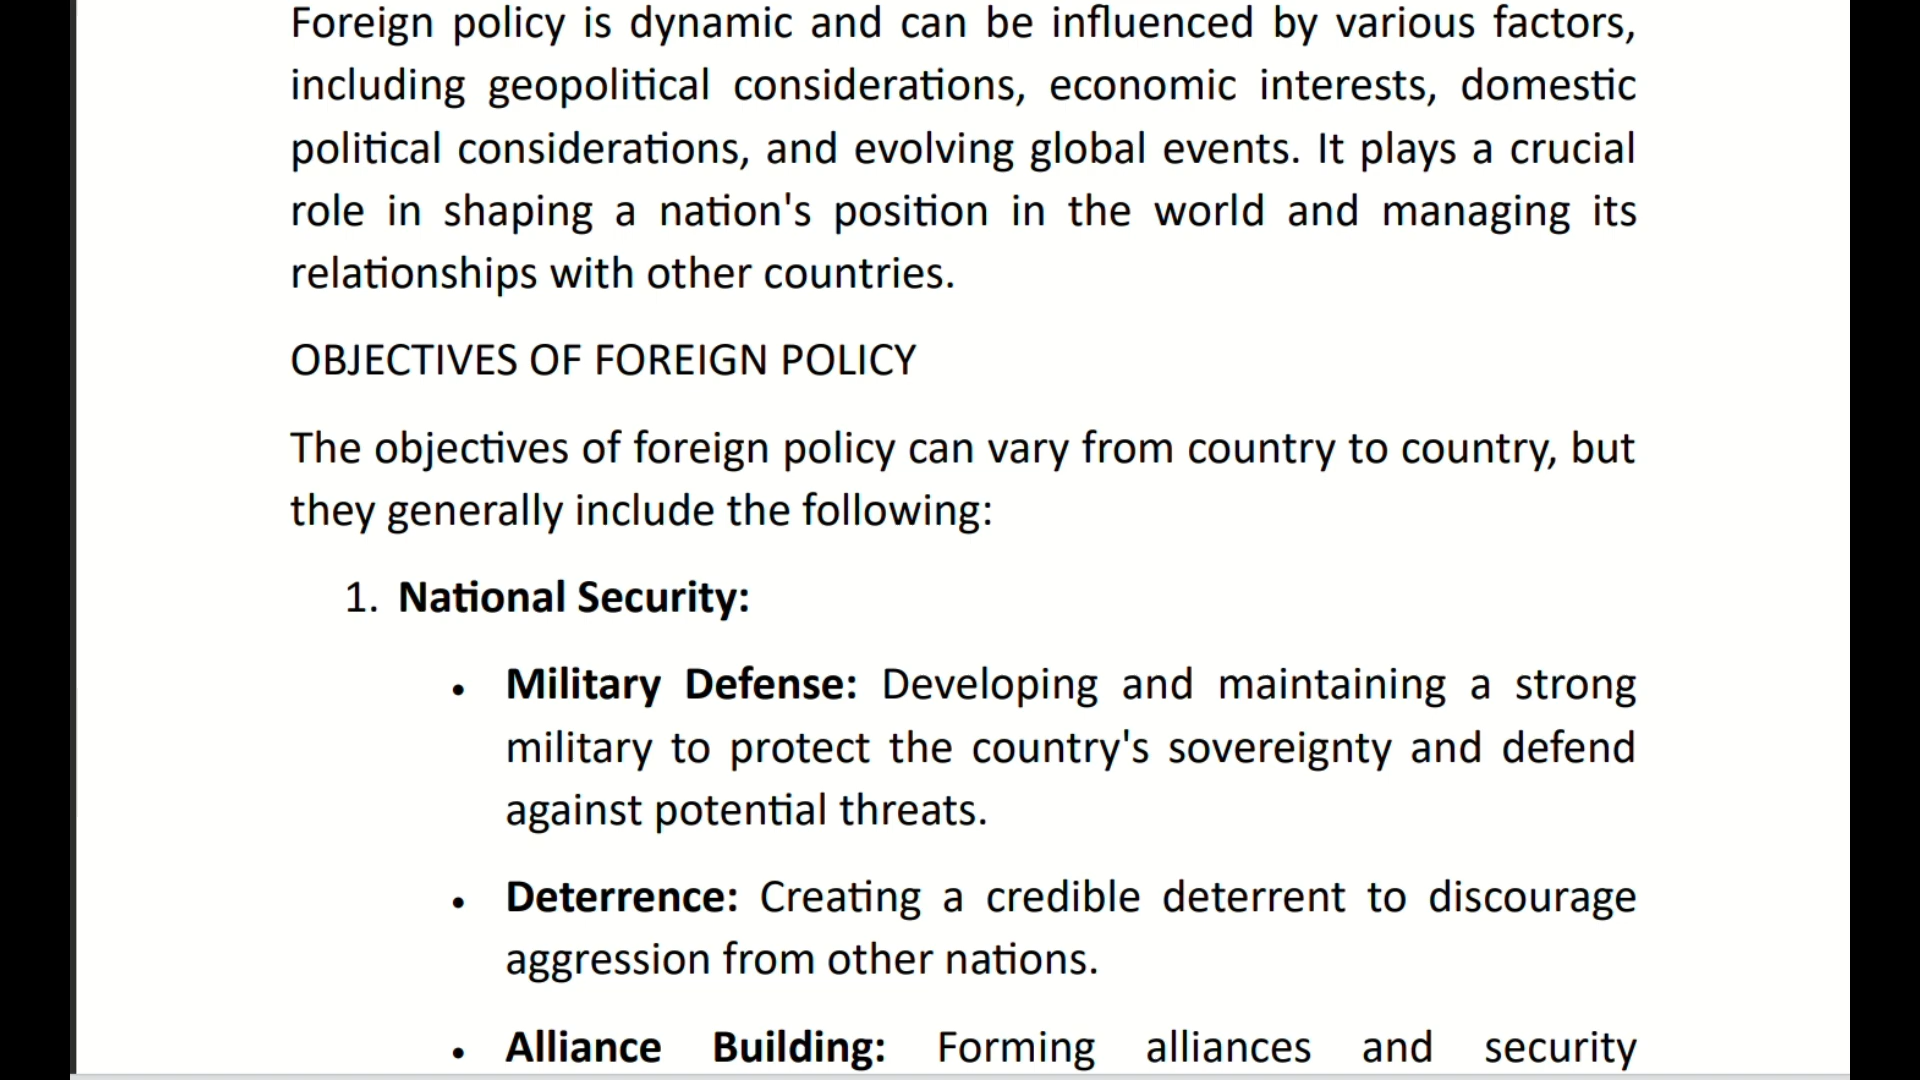 Foreign policy is dynamic and can be influenced by various factors,
including geopolitical considerations, economic interests, domestic
political considerations, and evolving global events. It plays a crucial
role in shaping a nation's position in the world and managing its
relationships with other countries.
OBJECTIVES OF FOREIGN POLICY
The objectives of foreign policy can vary from country to country, but
they generally include the following:
1. National Security:
• Military Defense: Developing and maintaining a strong
military to protect the country's sovereignty and defend
against potential threats.
• Deterrence: Creating a credible deterrent to discourage
aggression from other nations.
• Alliance Building: Forming alliances and security